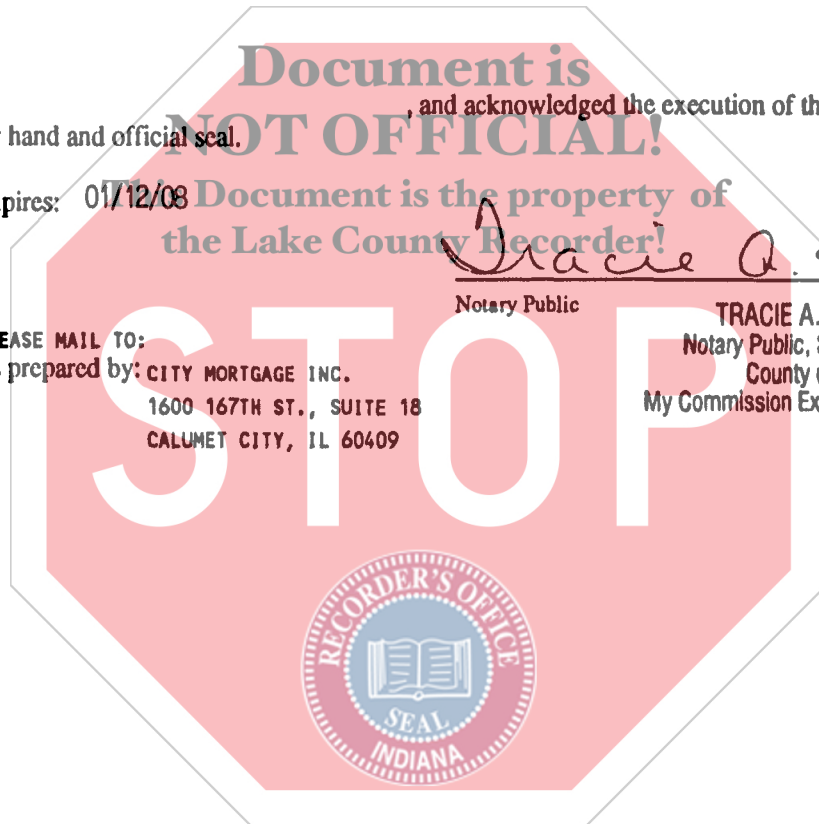 Document is
, and acknowledged the execution of th
hand and official seal.
NOT OFFICIAL!
pires: 01/12/08
This Document is the property of
the Lake County Recorder!
Tracie A.
Notary Public
TRACIE A.
Notary Public,
County
My Commission Ex
EASE MAIL TO:
prepared by: CITY MORTGAGE INC.
1600 167TH ST., SUITE 18
CALUMET CITY, IL 60409
STOP
RECORDER'S OFFICE
SEAL
INDIANA